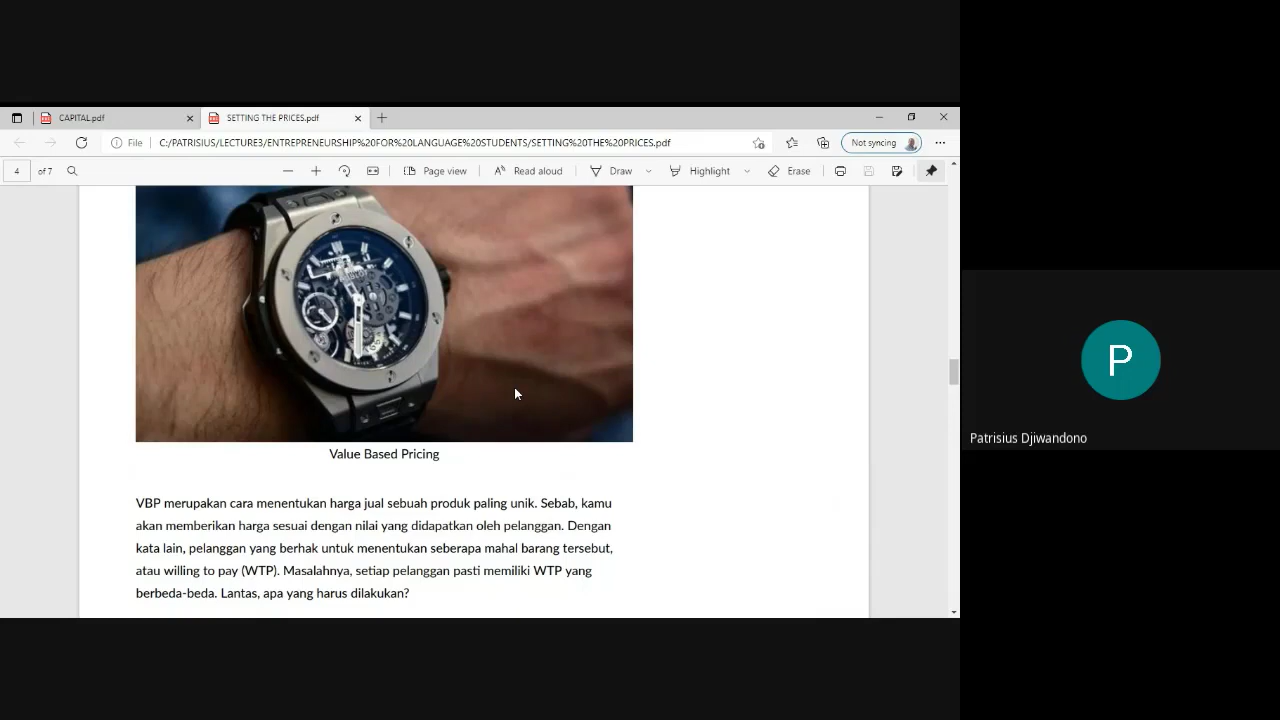 CAPITAL.pdf
SETTING THE PRICES.pdf
File
C:/PATRISIUS/LECTURE3/ENTREPRENEURSHIP%20FOR%20LANGUAGE%20STUDENTS/SETTING%20THE%20PRICES.pdf
Not syncing
4 of 7
Page view
Read aloud
Draw
Highlight
Erase
Value Based Pricing
VBP merupakan cara menentukan harga jual sebuah produk paling unik. Sebab, kamu
akan memberikan harga sesuai dengan nilai yang didapatkan oleh pelanggan. Dengan
kata lain, pelanggan yang berhak untuk menentukan seberapa mahal barang tersebut,
atau willing to pay (WTP). Masalahnya, setiap pelanggan pasti memiliki WTP yang
berbeda-beda. Lantas, apa yang harus dilakukan?
P
Patrisius Djiwandono